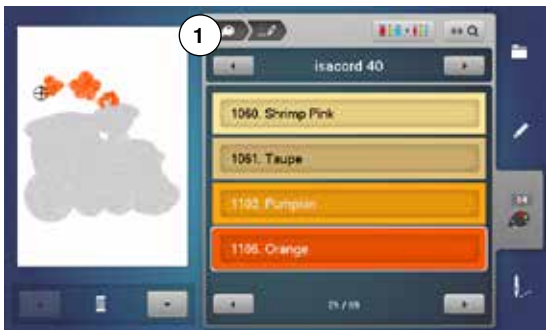 1
isacord 40
1060. Shrimp Pink
1061. Taupe
1102. Pumpkin
1106. Orange